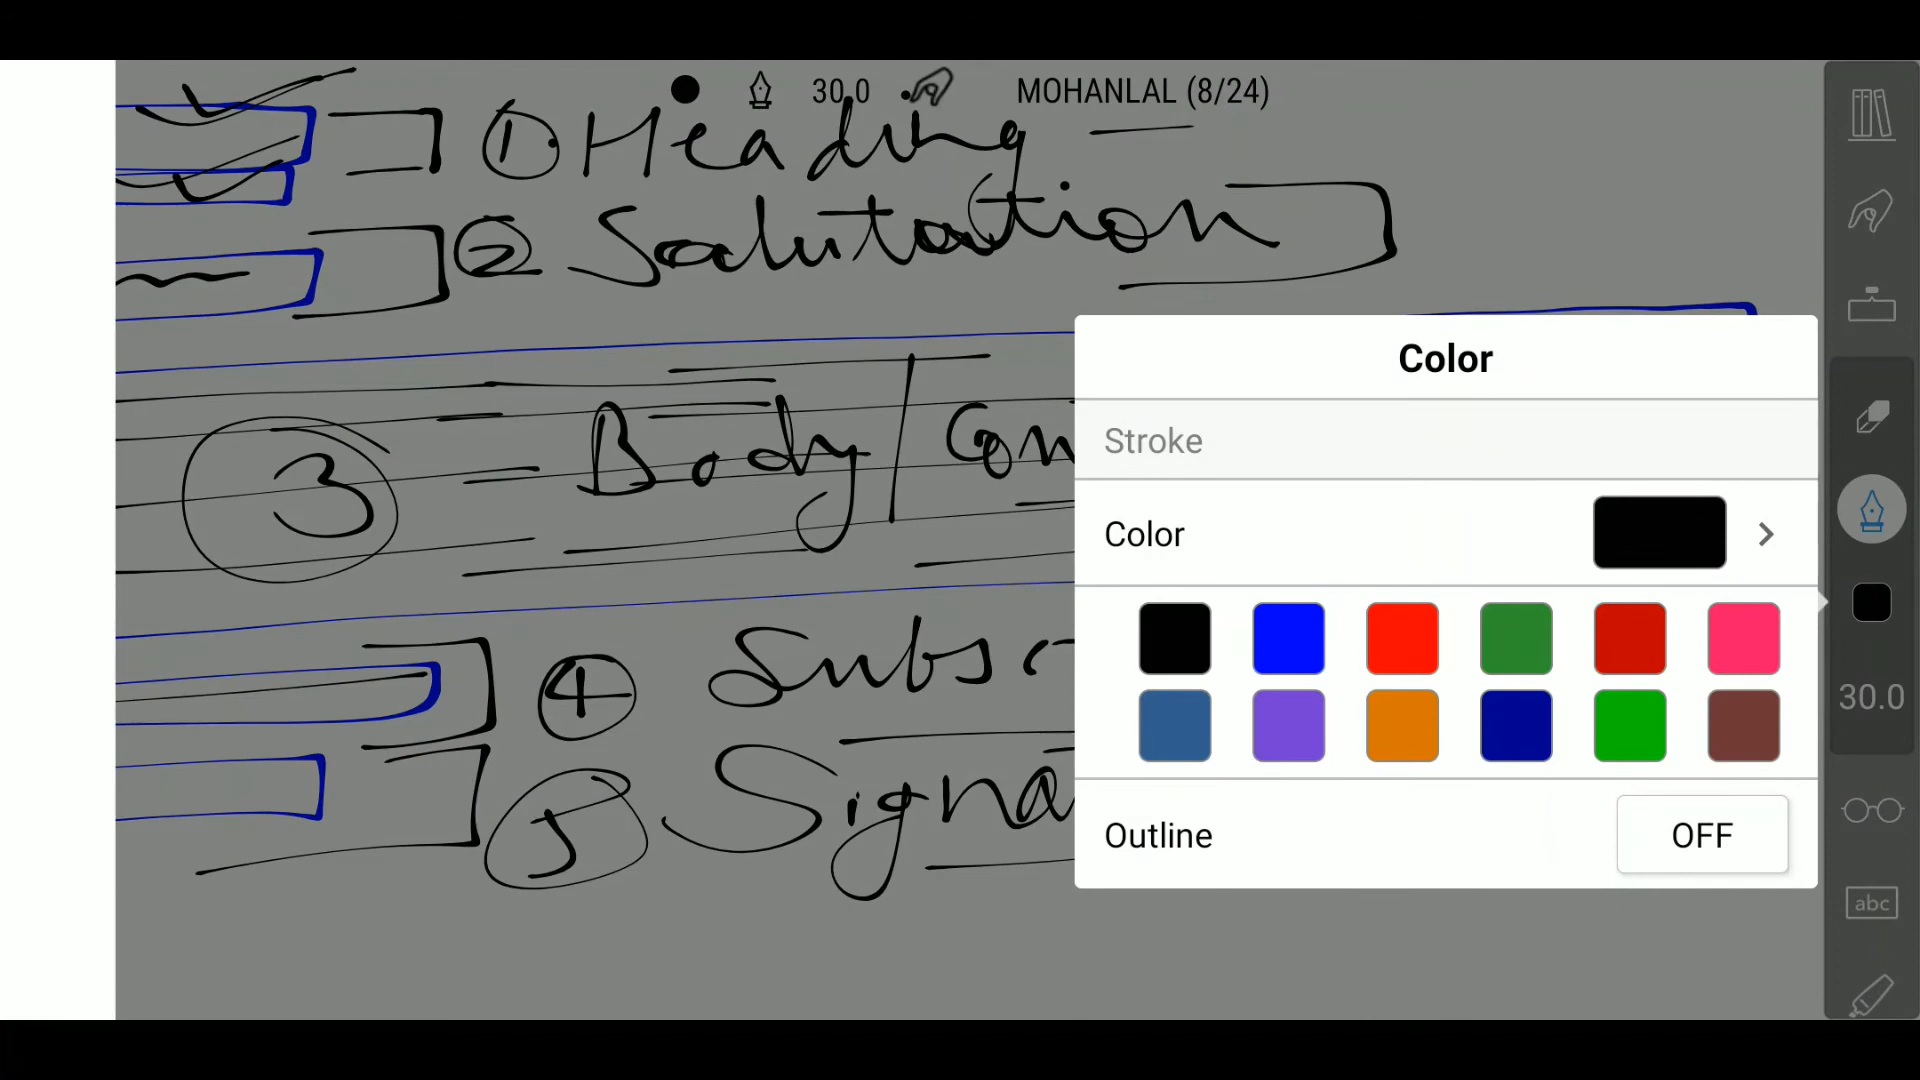 30.0 MOHANLAL (8/24)
① Heading
② Salutation
③ Body / Con
④ Subsc
⑤ Signa
Color
Stroke
Color
Outline OFF
30.0
abc